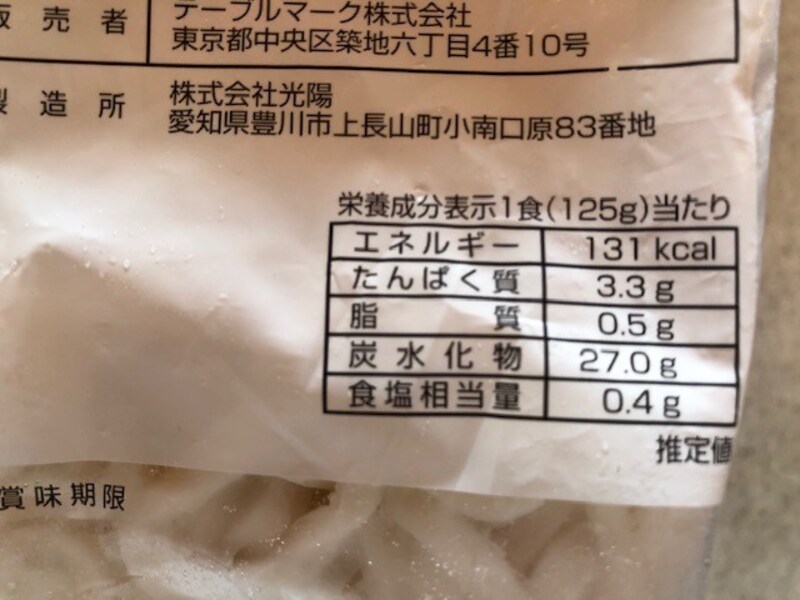 販売者
テーブルマーク株式会社
東京都中央区築地六丁目4番10号
製造所
株式会社光陽
愛知県豊川市上長山町小南口原83番地
栄養成分表示1食(125g)当たり
エネルギー 131 kcal
たんぱく質 3.3 g
脂質 0.5 g
炭水化物 27.0 g
食塩相当量 0.4 g
推定値
賞味期限